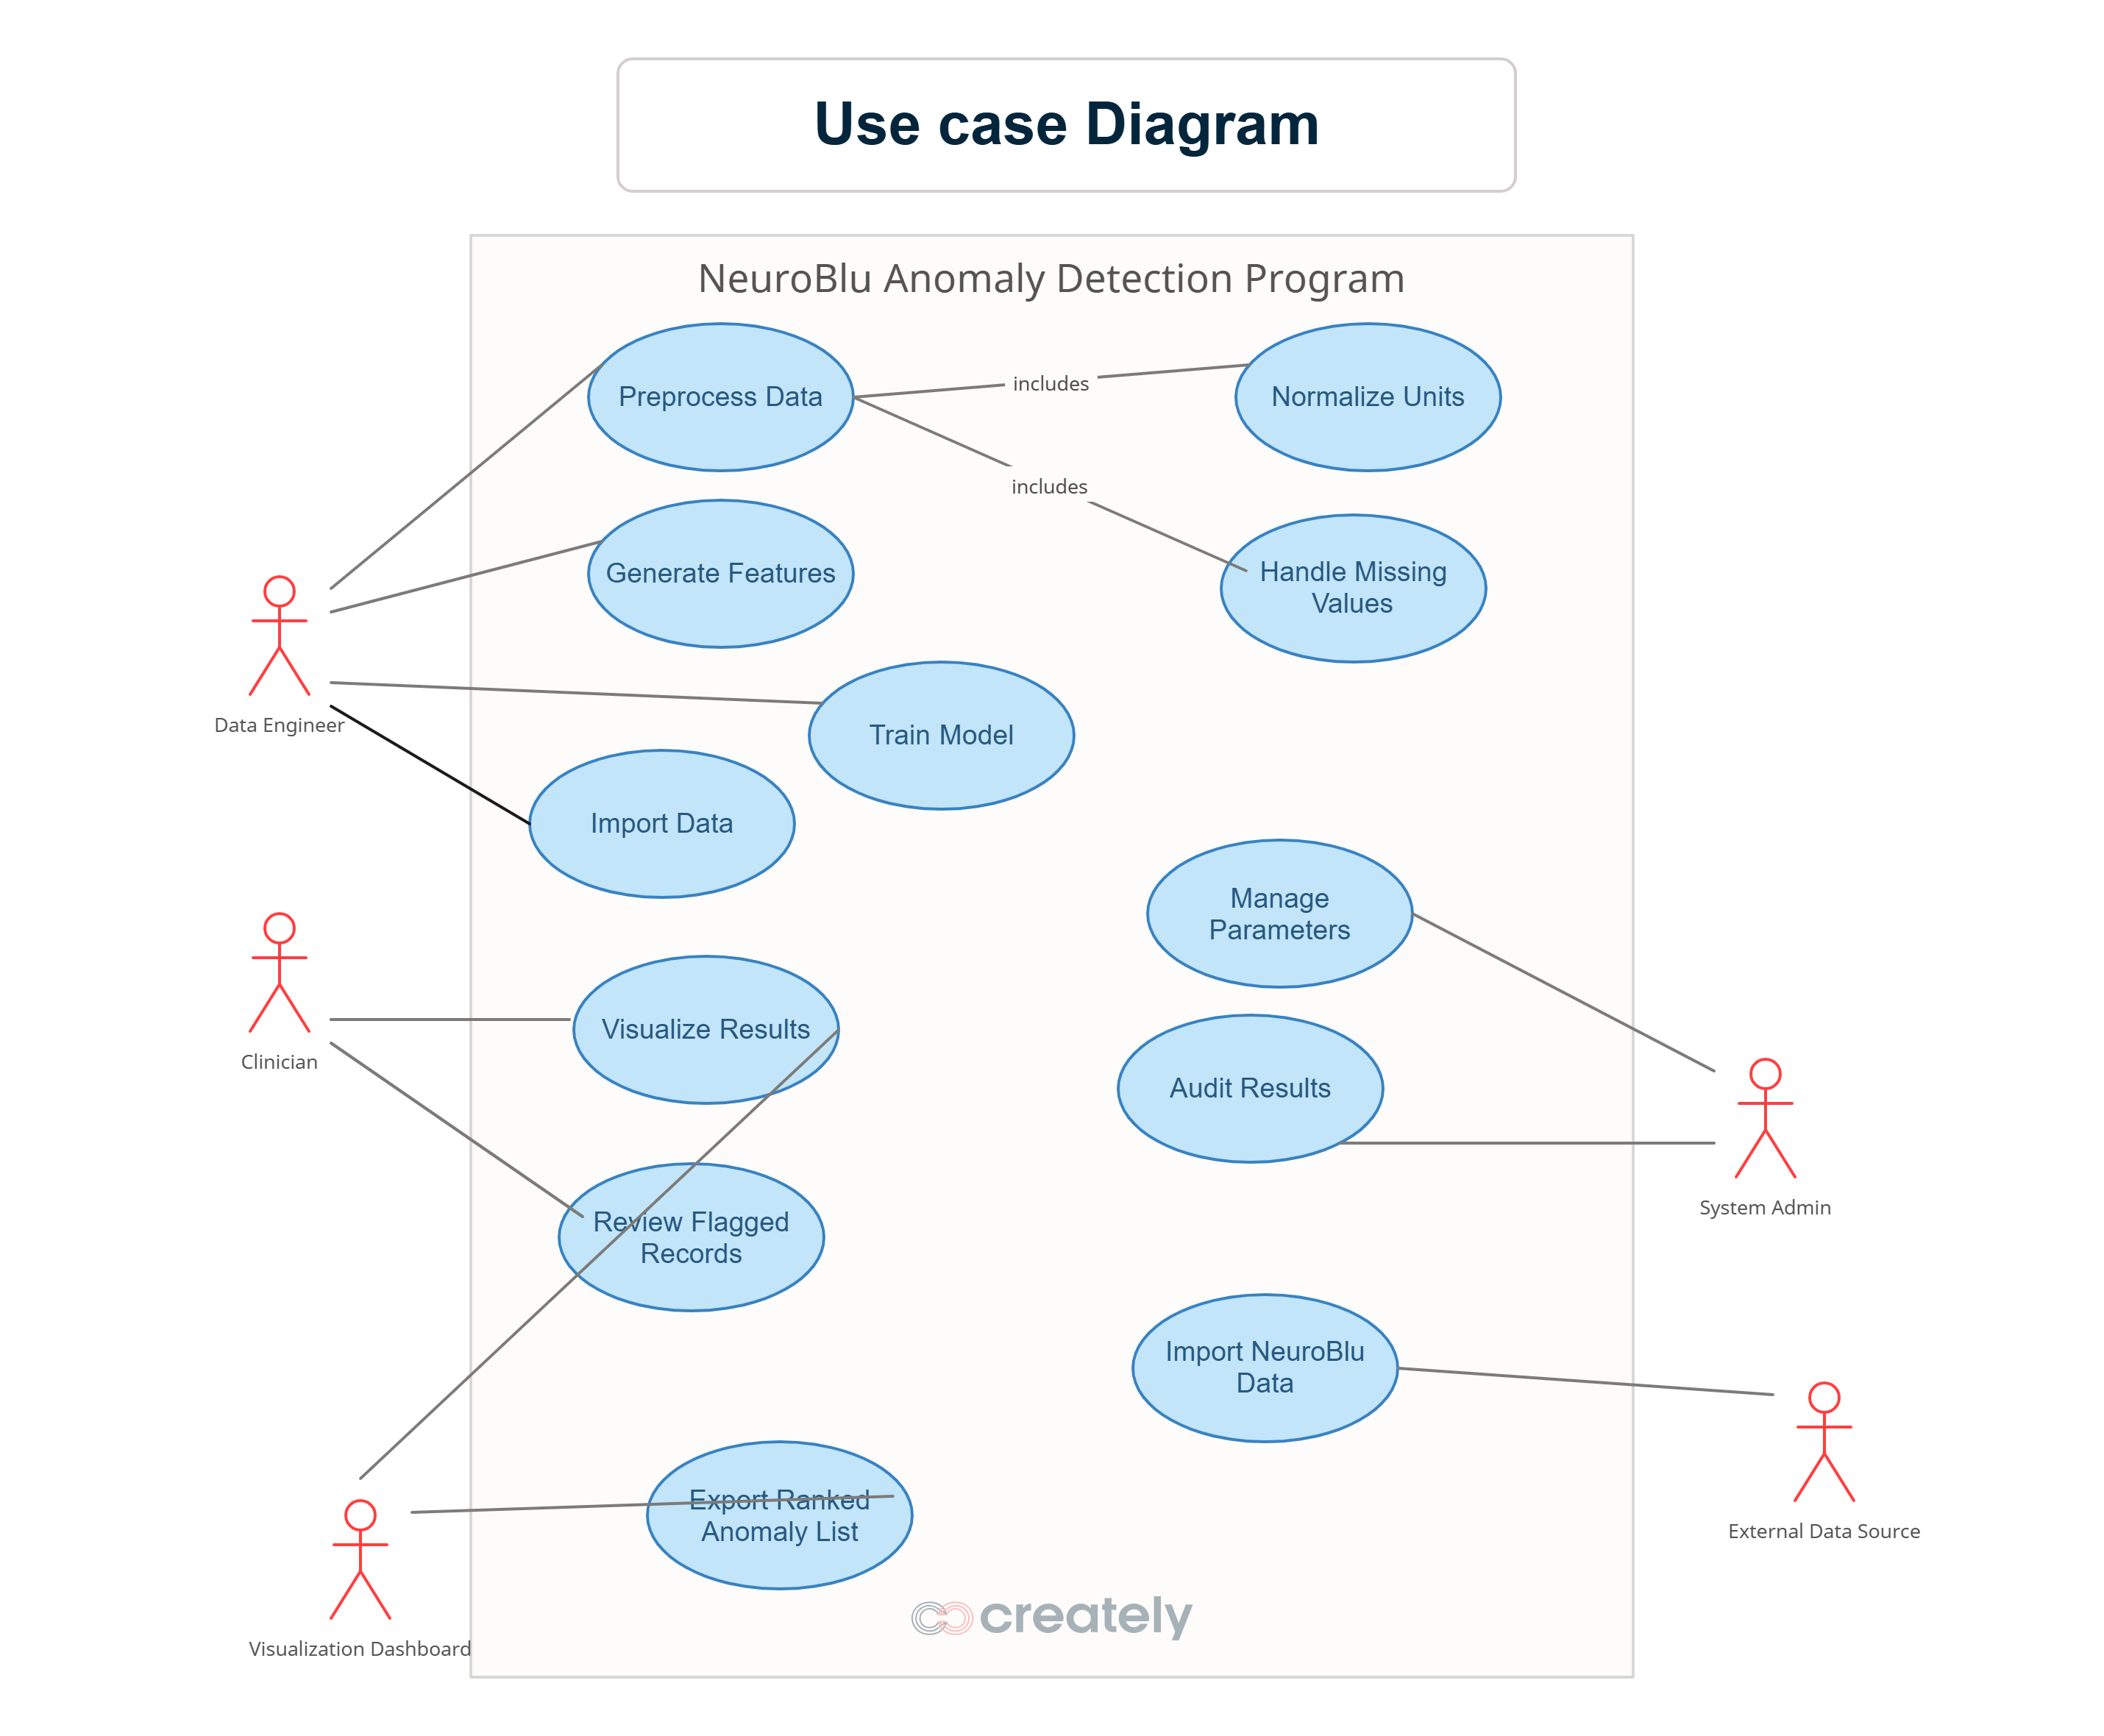 Use case Diagram
NeuroBlu Anomaly Detection Program
Preprocess Data
includes
Normalize Units
includes
Generate Features
Handle Missing
Values
Data Engineer
Train Model
Import Data
Manage
Parameters
Clinician
Visualize Results
Audit Results
System Admin
Review Flagged
Records
Import NeuroBlu
Data
External Data Source
Export Ranked
Anomaly List
Visualization Dashboard
creately